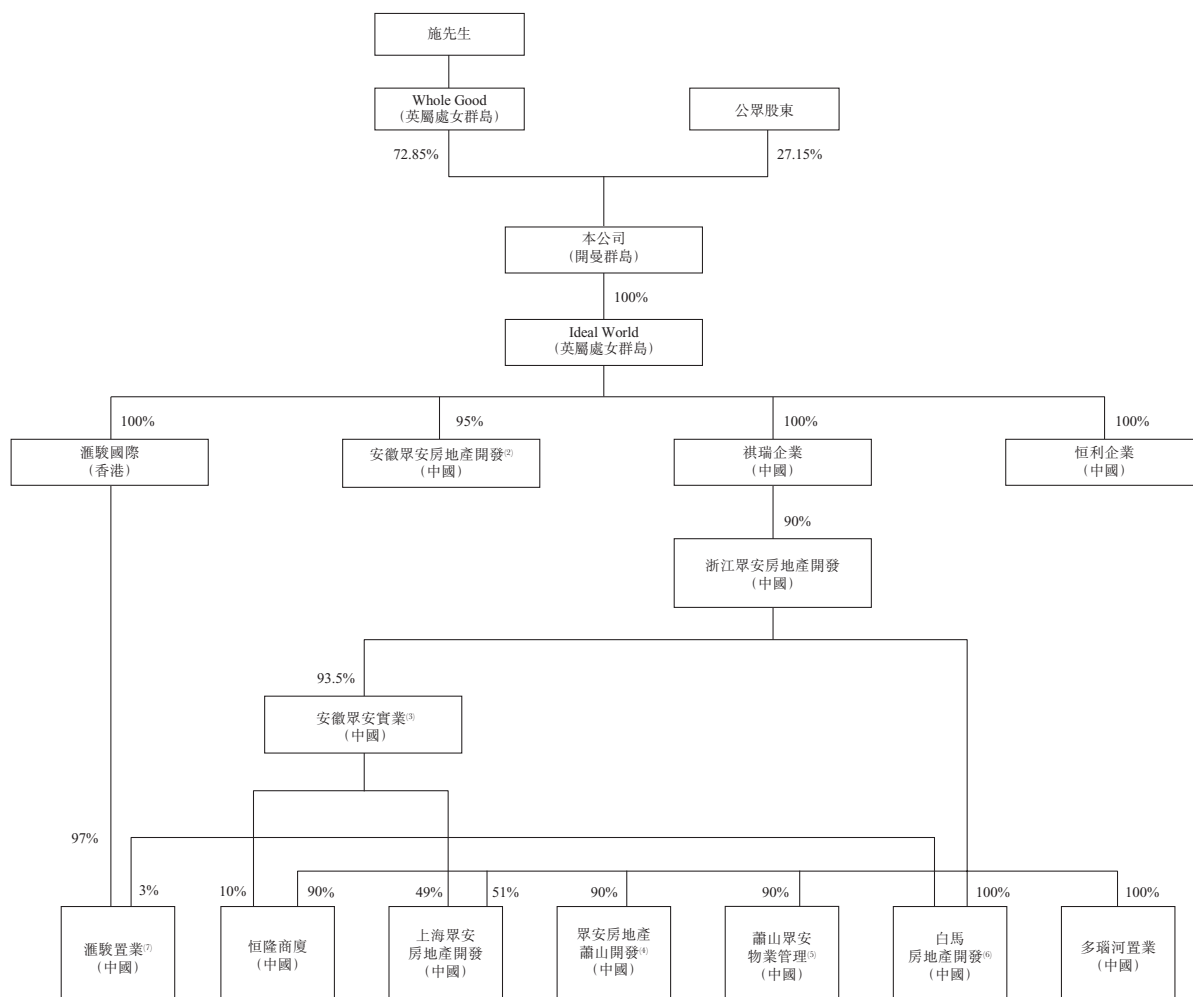 施先生
Whole Good
（英屬處女群島）
公眾股東
72.85%
27.15%
本公司
（開曼群島）
100%
Ideal World
（英屬處女群島）
100%
95%
100%
100%
滙駿國際
（香港）
安徽眾安房地產開發(2)
（中國）
祺瑞企業
（中國）
恒利企業
（中國）
90%
浙江眾安房地產開發
（中國）
93.5%
安徽眾安實業(3)
（中國）
97%
3%
10%
90%
49%
51%
90%
90%
100%
100%
滙駿置業(7)
（中國）
恒隆商廈
（中國）
上海眾安
房地產開發
（中國）
眾安房地產
蕭山開發(4)
（中國）
蕭山眾安
物業管理(5)
（中國）
白馬
房地產開發(6)
（中國）
多瑙河置業
（中國）